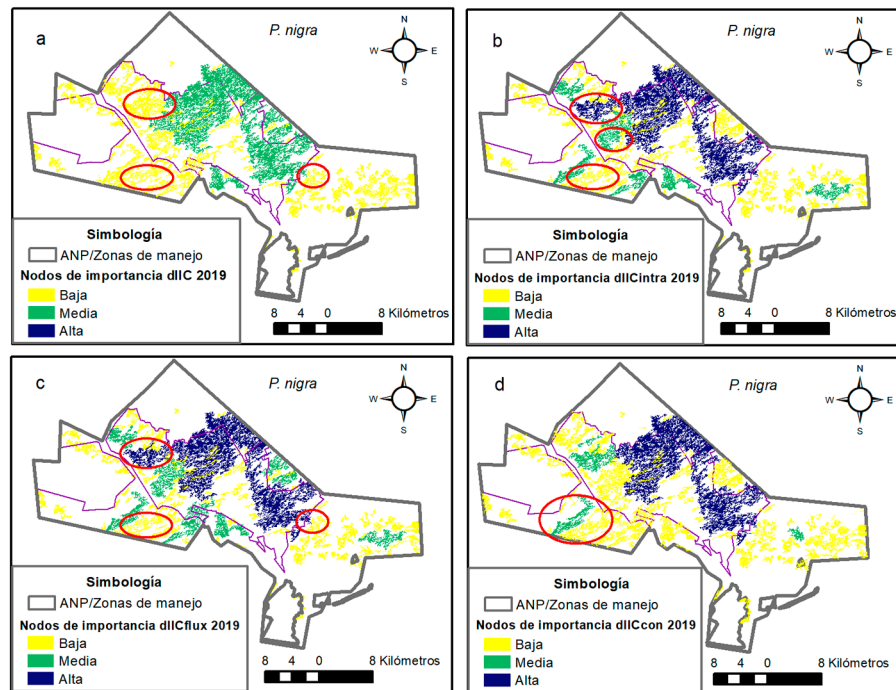 a
P. nigra
N
W E
S
Simbología
ANP/Zonas de manejo
Nodos de importancia dIIC 2019
Baja
Media
Alta
8 4 0 8 Kilómetros
b
P. nigra
N
W E
S
Simbología
ANP/Zonas de manejo
Nodos de importancia dIICintra 2019
Baja
Media
Alta
8 4 0 8 Kilómetros
c
P. nigra
N
W E
S
Simbología
ANP/Zonas de manejo
Nodos de importancia dIICflux 2019
Baja
Media
Alta
8 4 0 8 Kilómetros
d
P. nigra
N
W E
S
Simbología
ANP/Zonas de manejo
Nodos de importancia dIICcon 2019
Baja
Media
Alta
8 4 0 8 Kilómetros